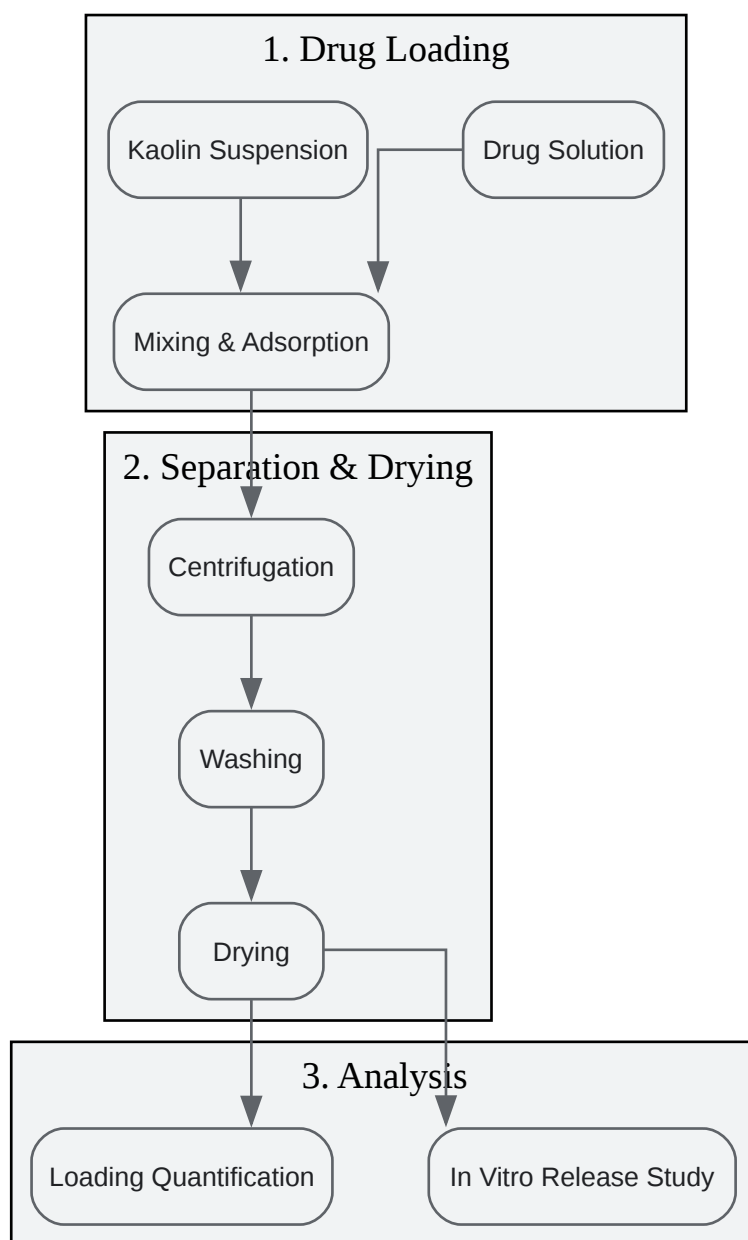 1. Drug Loading
Kaolin Suspension
Drug Solution
Mixing & Adsorption
2. Separation & Drying
Centrifugation
Washing
Drying
3. Analysis
Loading Quantification
In Vitro Release Study